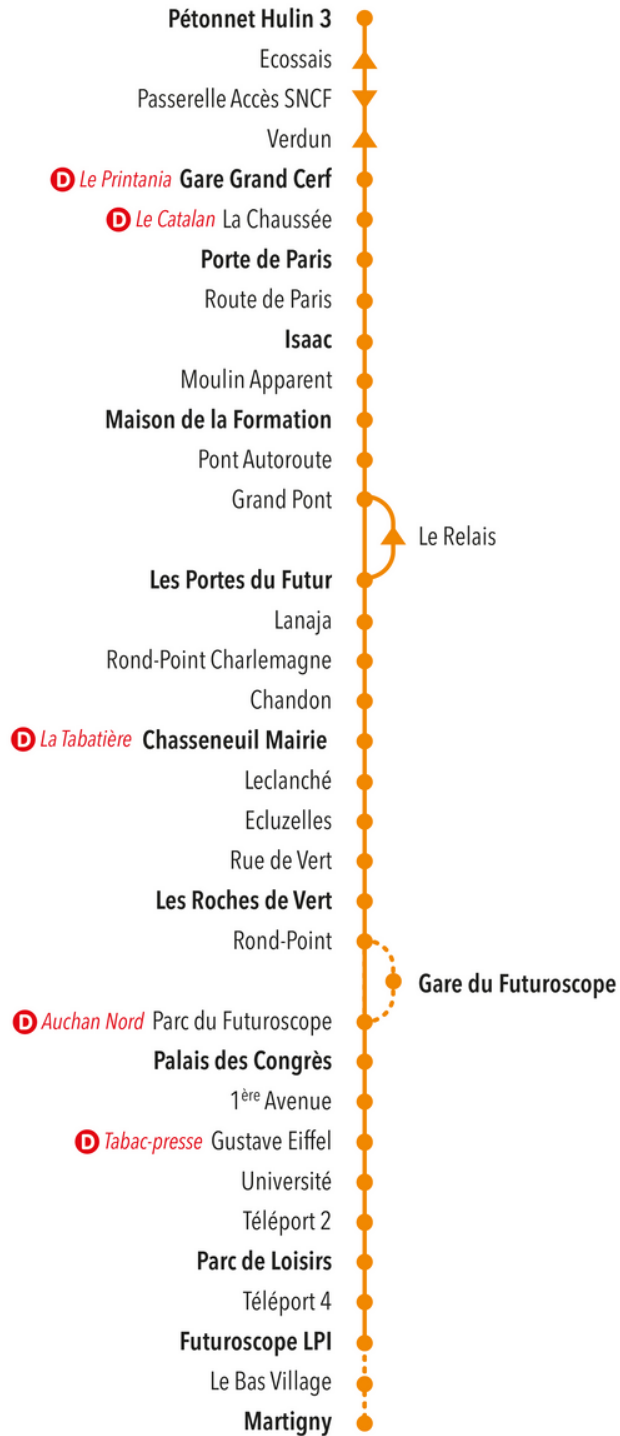 Pétonnet Hulin 3
Ecossais
Passerelle Accès SNCF
Verdun
D Le Printania Gare Grand Cerf
D Le Catalan La Chaussée
Porte de Paris
Route de Paris
Isaac
Moulin Apparent
Maison de la Formation
Pont Autoroute
Grand Pont
Le Relais
Les Portes du Futur
Lanaja
Rond-Point Charlemagne
Chandon
D La Tabatière Chasseneuil Mairie
Leclanché
Ecluzelles
Rue de Vert
Les Roches de Vert
Rond-Point
Gare du Futuroscope
D Auchan Nord Parc du Futuroscope
Palais des Congrès
1ère Avenue
D Tabac-presse Gustave Eiffel
Université
Téléport 2
Parc de Loisirs
Téléport 4
Futuroscope LPI
Le Bas Village
Martigny